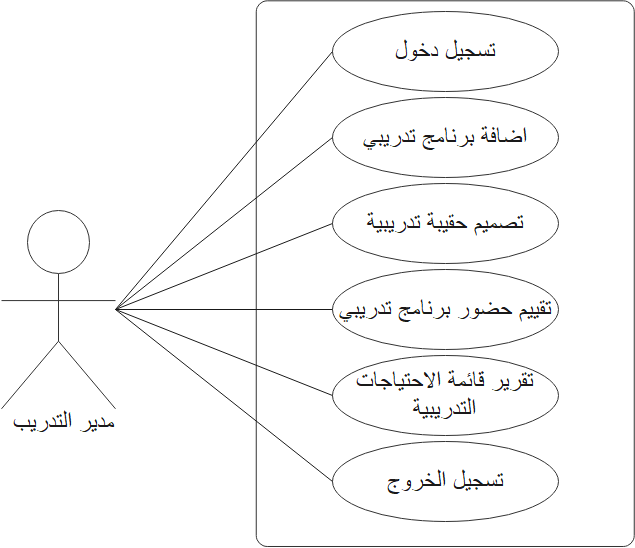 تسجيل دخول
اضافة برنامج تدريبي
تصميم حقيبة تدريبية
تقييم حضور برنامج تدريبي
تقرير قائمة الاحتياجات
التدريبية
تسجيل الخروج
مدير التدريب